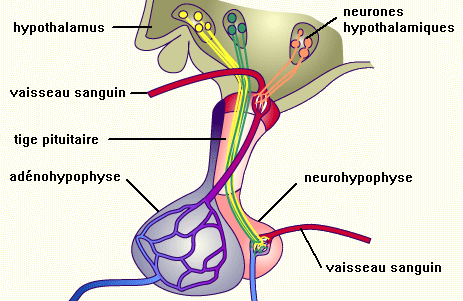 neurones
hypothalamiques
hypothalamus
vaisseau sanguin
tige pituitaire
adénohypophyse
neurohypophyse
vaisseau sanguin